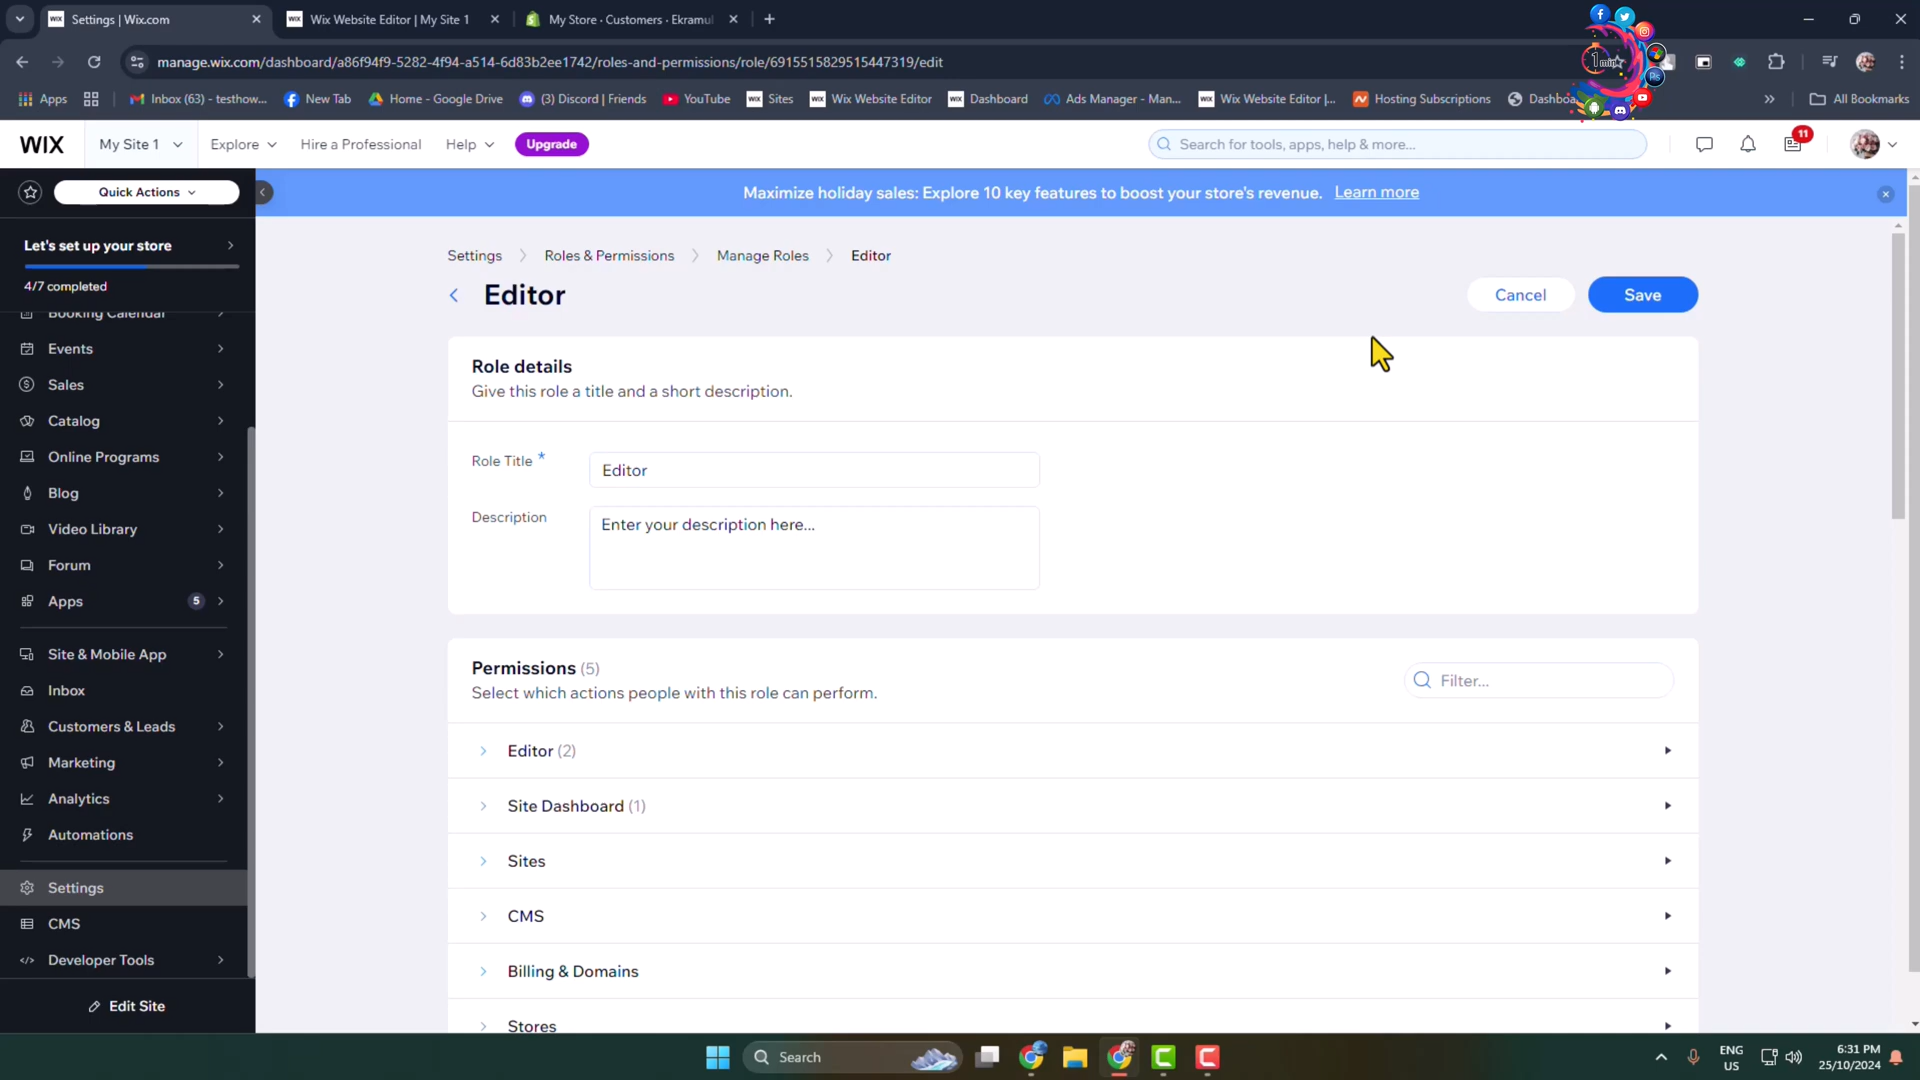 Settings | Wix.com
Wix Website Editor | My Site 1
My Store · Customers · Ekramul
manage.wix.com/dashboard/a86f94f9-5282-4f94-a514-6d83b2ee1742/roles-and-permissions/role/6915515829515447319/edit
1min
Apps
Inbox (63) - testhow...
New Tab
Home - Google Drive
(3) Discord | Friends
YouTube
Sites
Wix Website Editor
Dashboard
Ads Manager - Man...
Wix Website Editor |...
Hosting Subscriptions
All Bookmarks
WIX
My Site 1
Explore
Hire a Professional
Help
Upgrade
Search for tools, apps, help & more...
11
Quick Actions
Maximize holiday sales: Explore 10 key features to boost your store's revenue. Learn more
Let's set up your store
4/7 completed
Booking Calendar
Events
Sales
Catalog
Online Programs
Blog
Video Library
Forum
Apps 5
Site & Mobile App
Inbox
Customers & Leads
Marketing
Analytics
Automations
Settings
CMS
Developer Tools
Edit Site
Settings
Roles & Permissions
Manage Roles
Editor
Editor
Cancel
Save
Role details
Give this role a title and a short description.
Role Title *
Editor
Description
Enter your description here...
Permissions (5)
Select which actions people with this role can perform.
Filter...
Editor (2)
Site Dashboard (1)
Sites
CMS
Billing & Domains
Stores
Search
ENG
US
6:31 PM
25/10/2024